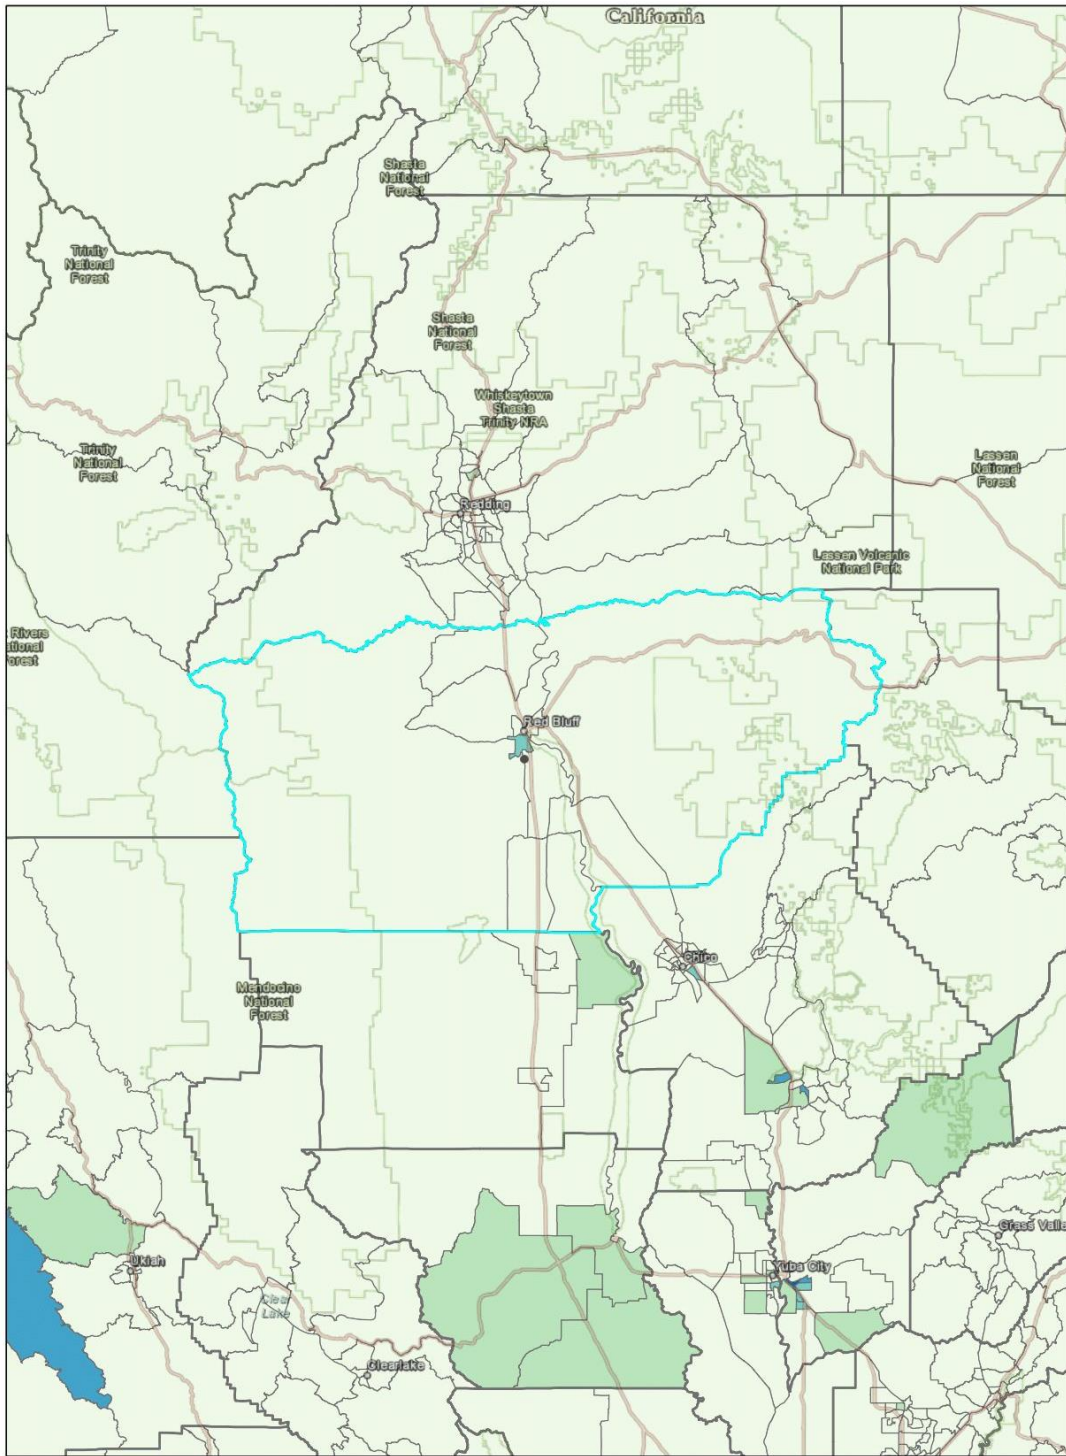 California
Shasta
National
Forest
Trinity
National
Forest
Shasta
National
Forest
Whiskeytown
Shasta
Trinity NRA
Trinity
National
Forest
Lassen
National
Forest
Redding
Lassen Volcanic
National Park
Rivers
National
Forest
Red Bluff
Chico
Mendocino
National
Forest
Ukiah
Clear
Lake
Clearlake
Yuba City
Grass Valle